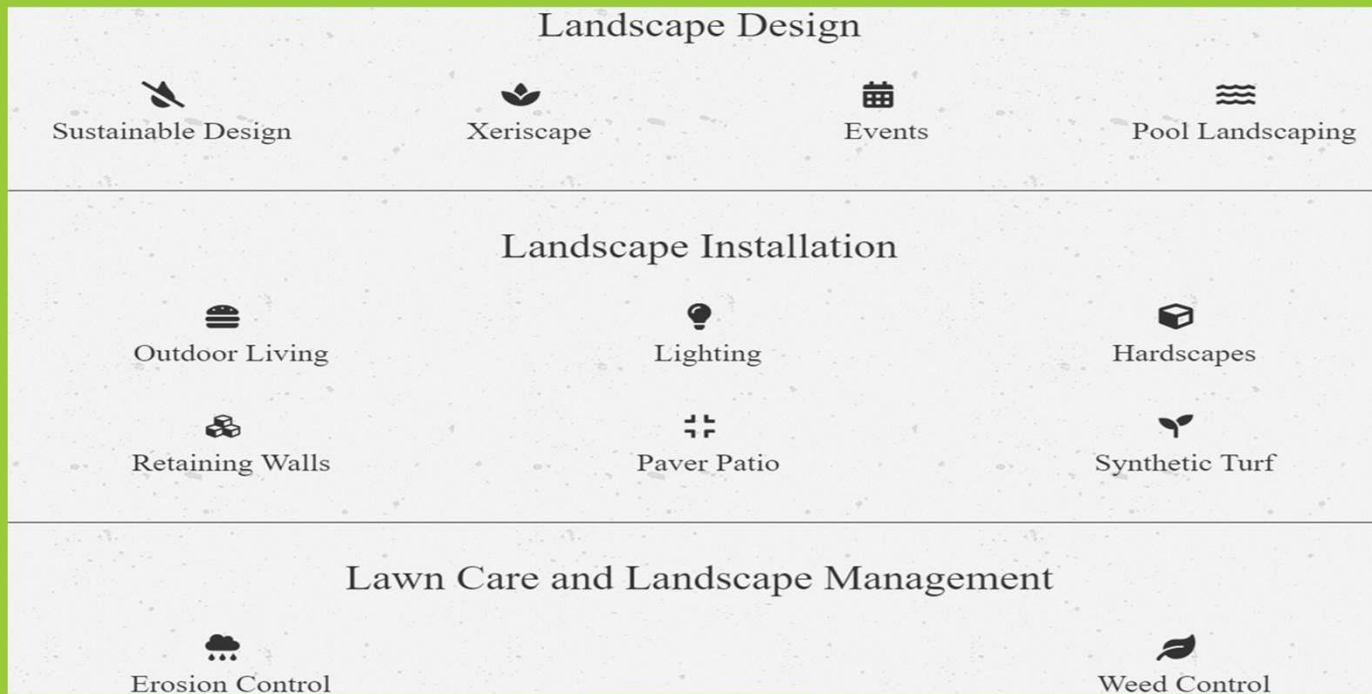 Landscape Design
Sustainable Design
Xeriscape
Events
Pool Landscaping
Landscape Installation
Outdoor Living
Lighting
Hardscapes
Retaining Walls
Paver Patio
Synthetic Turf
Lawn Care and Landscape Management
Erosion Control
Weed Control